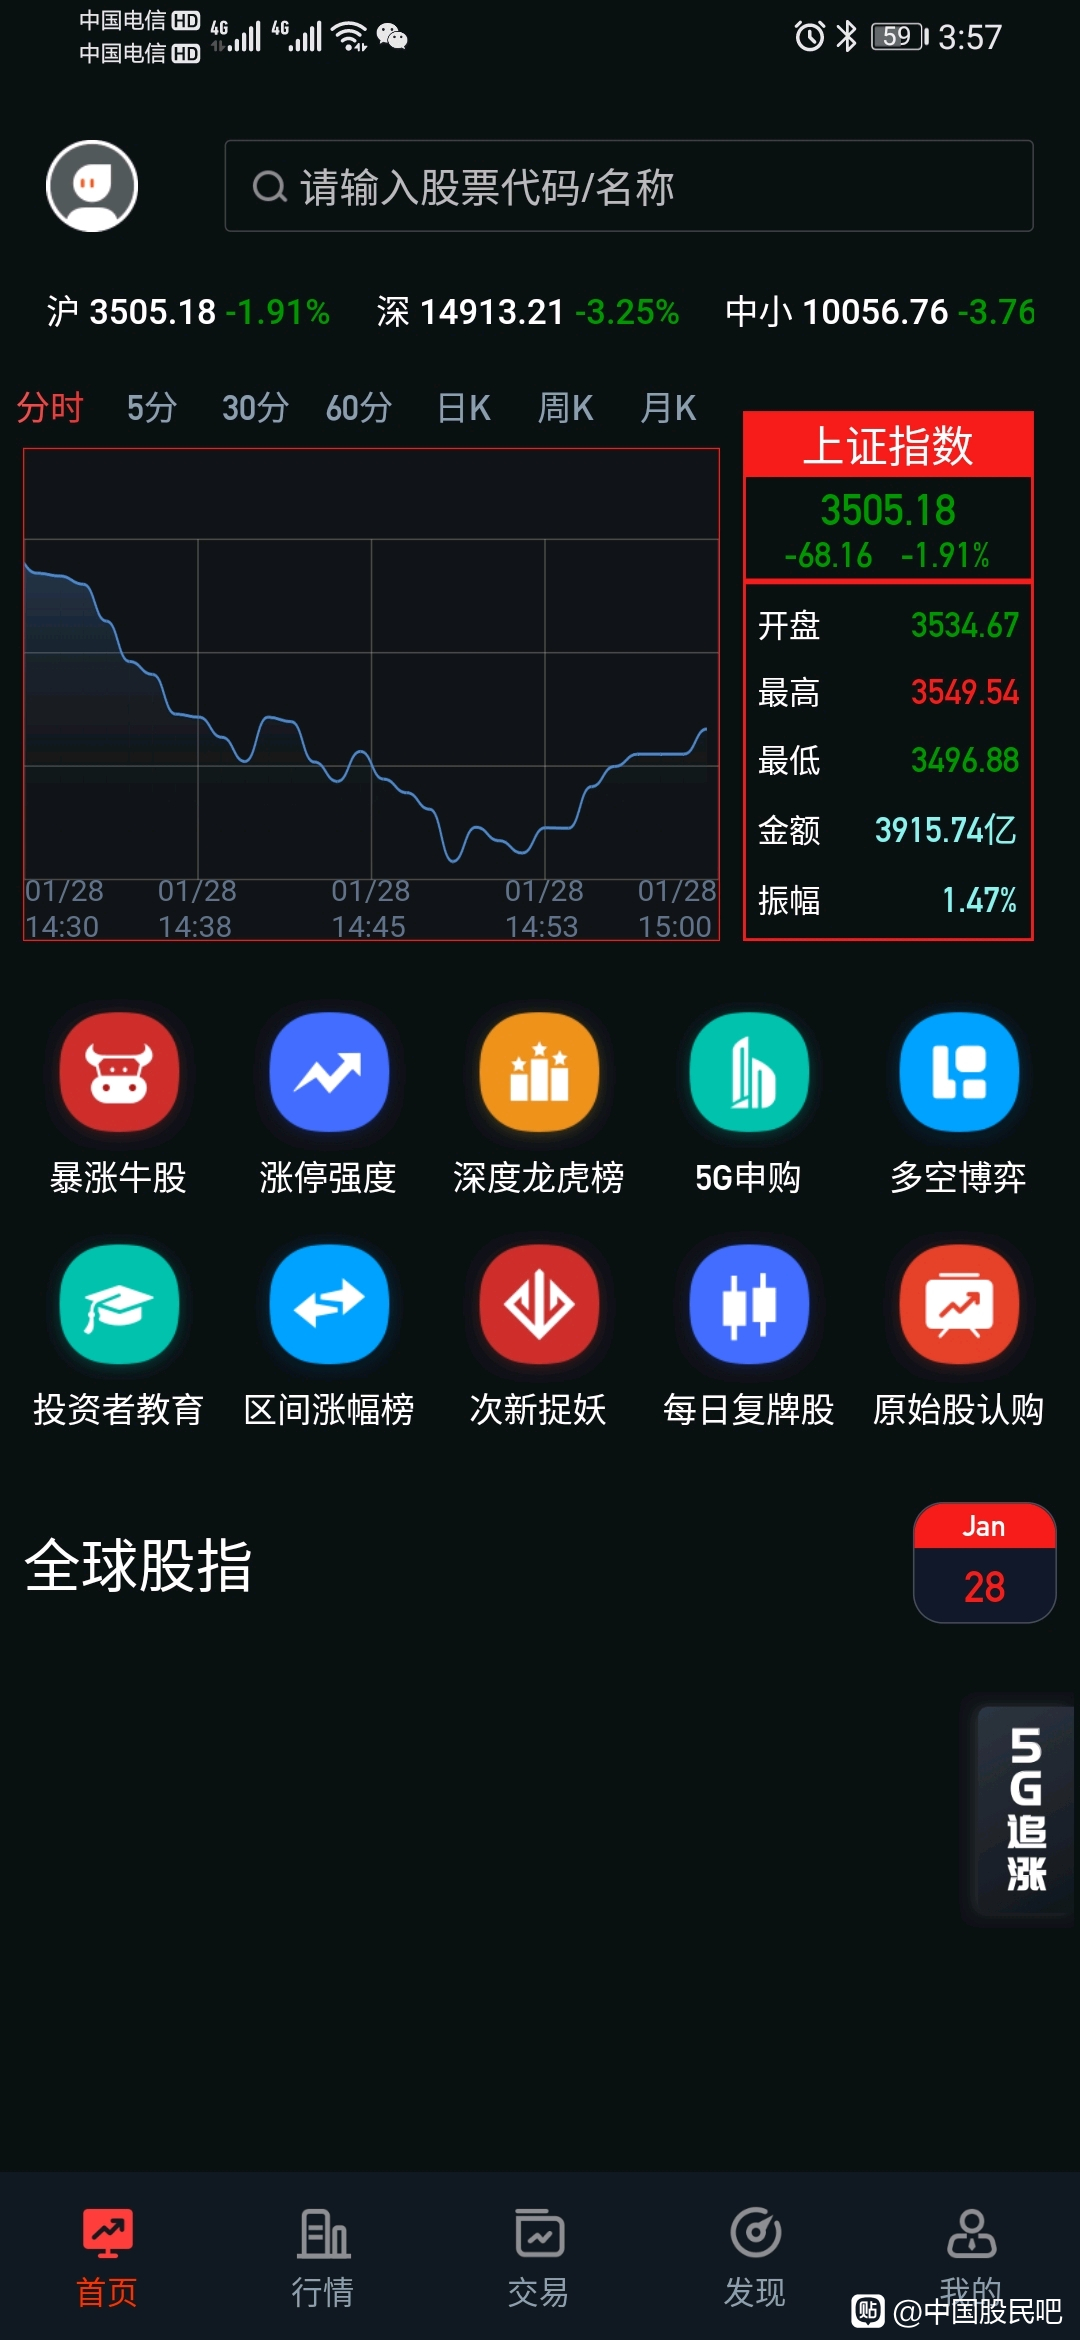 中国电信 HD
中国电信 HD
4G 4G 59 3:57
请输入股票代码/名称
沪 3505.18 -1.91% 深 14913.21 -3.25% 中小 10056.76 -3.76
分时 5分 30分 60分 日K 周K 月K
上证指数
3505.18
-68.16 -1.91%
开盘 3534.67
最高 3549.54
最低 3496.88
金额 3915.74亿
振幅 1.47%
01/28 01/28 01/28 01/28 01/28
14:30 14:38 14:45 14:53 15:00
暴涨牛股 涨停强度 深度龙虎榜 5G申购 多空博弈
投资者教育 区间涨幅榜 次新捉妖 每日复牌股 原始股认购
全球股指
Jan
28
5G追涨
首页 行情 交易 发现 我的
贴 @中国股民吧